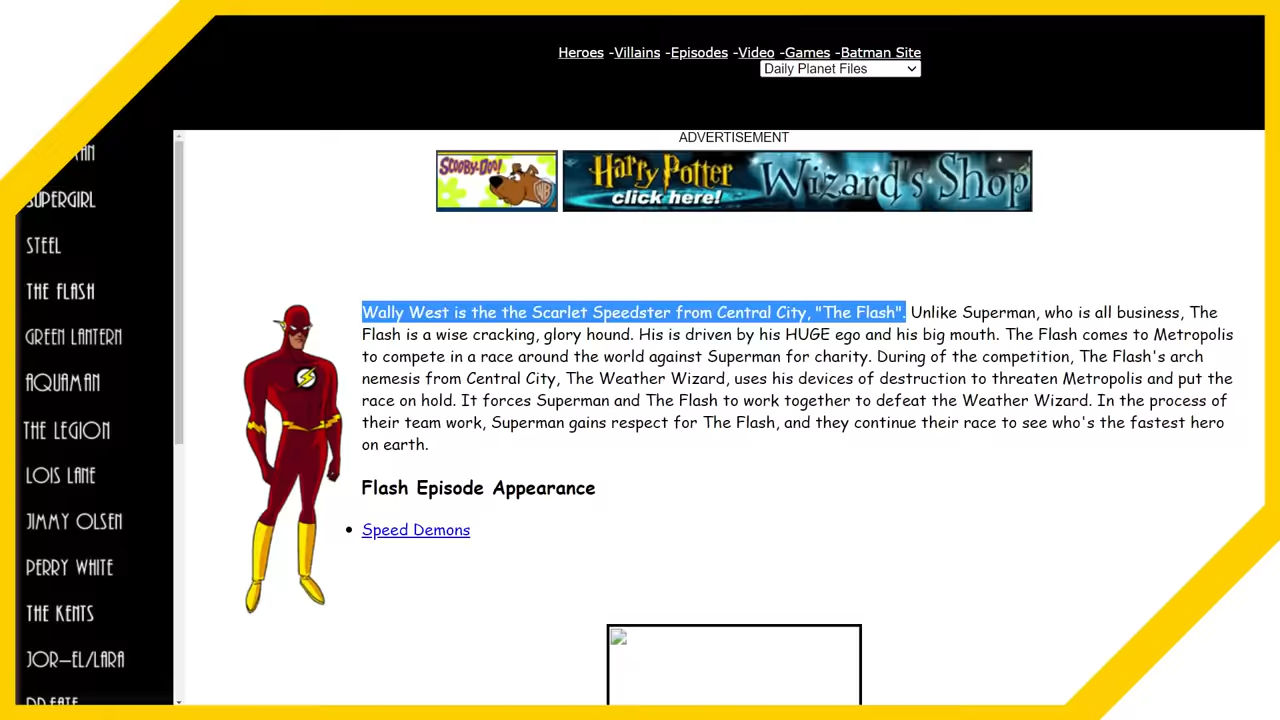 Heroes -Villains -Episodes -Video -Games -Batman Site
Daily Planet Files
SUPERGIRL
STEEL
THE FLASH
GREEN LANTERN
AQUAMAN
THE LEGION
LOIS LANE
JIMMY OLSEN
PERRY WHITE
THE KENTS
JOR-EL/LARA
ADVERTISEMENT
SCOOBY-DOO!
WB
Harry Potter
click here!
Wizard's Shop
Wally West is the the Scarlet Speedster from Central City, "The Flash". Unlike Superman, who is all business, The
Flash is a wise cracking, glory hound. His is driven by his HUGE ego and his big mouth. The Flash comes to Metropolis
to compete in a race around the world against Superman for charity. During of the competition, The Flash's arch
nemesis from Central City, The Weather Wizard, uses his devices of destruction to threaten Metropolis and put the
race on hold. It forces Superman and The Flash to work together to defeat the Weather Wizard. In the process of
their team work, Superman gains respect for The Flash, and they continue their race to see who's the fastest hero
on earth.
Flash Episode Appearance
Speed Demons